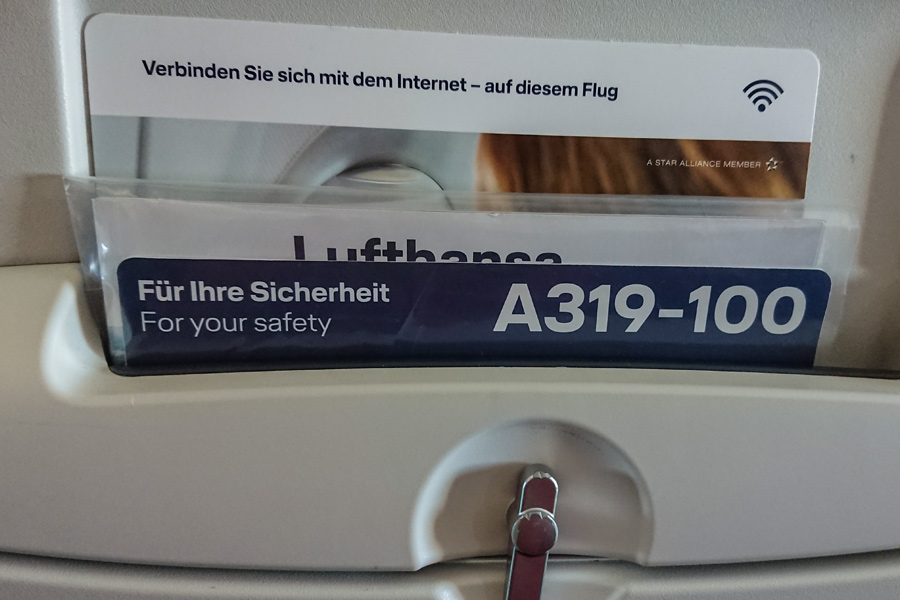 Verbinden Sie sich mit dem Internet – auf diesem Flug
A STAR ALLIANCE MEMBER
Lufthansa
Für Ihre Sicherheit
For your safety
A319-100